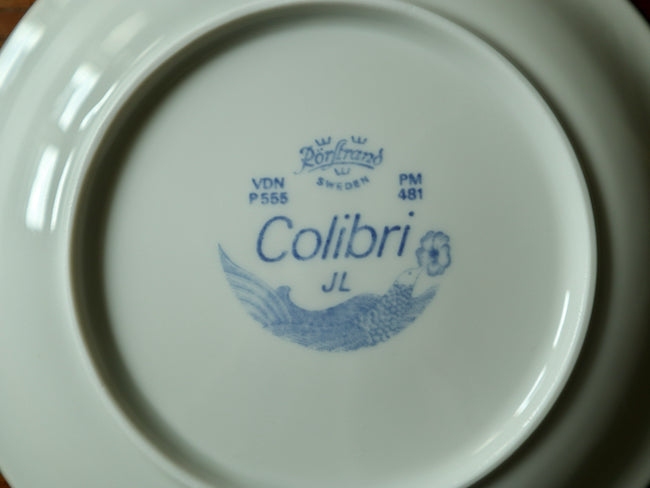 Rörstrand
SWEDEN
VDN PM
P555 481
Colibri
JL